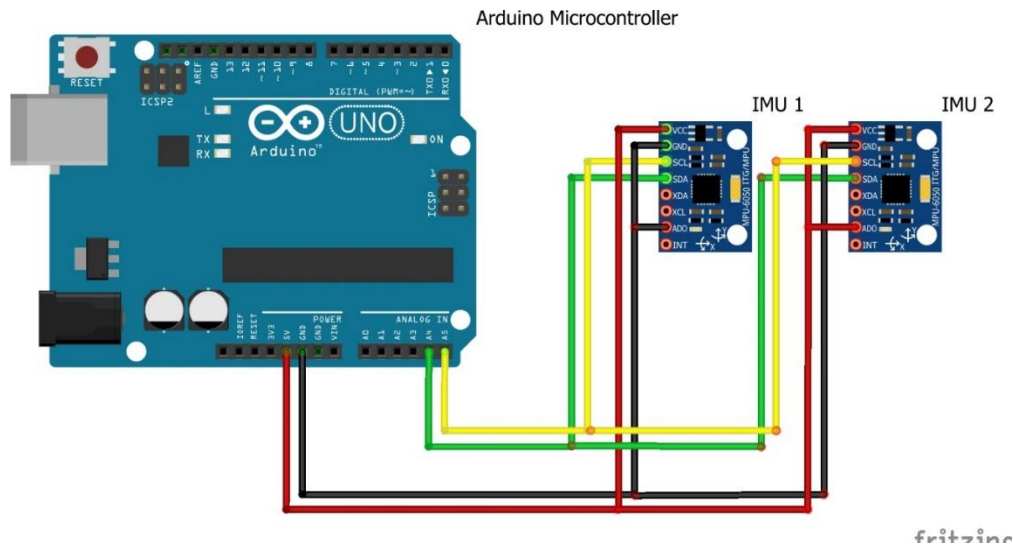 Arduino Microcontroller
RESET
ICSP2
AREF
GND
13
12
~11
~10
~9
8
7
~6
~5
4
~3
2
TX0▶1
RX0◀0
DIGITAL (PWM=~)
L
TX
RX
UNO
Arduino™
ON
ICSP
1
IMU 1
IMU 2
VCC
GND
SCL
SDA
XDA
XCL
ADO
INT
MPU-6050 ITG/MPU
X
Y
VCC
GND
SCL
SDA
XDA
XCL
ADO
INT
MPU-6050 ITG/MPU
X
Y
POWER
ANALOG IN
IOREF
RESET
3V3
5V
GND
GND
VIN
A0
A1
A2
A3
A4
A5
fritzing